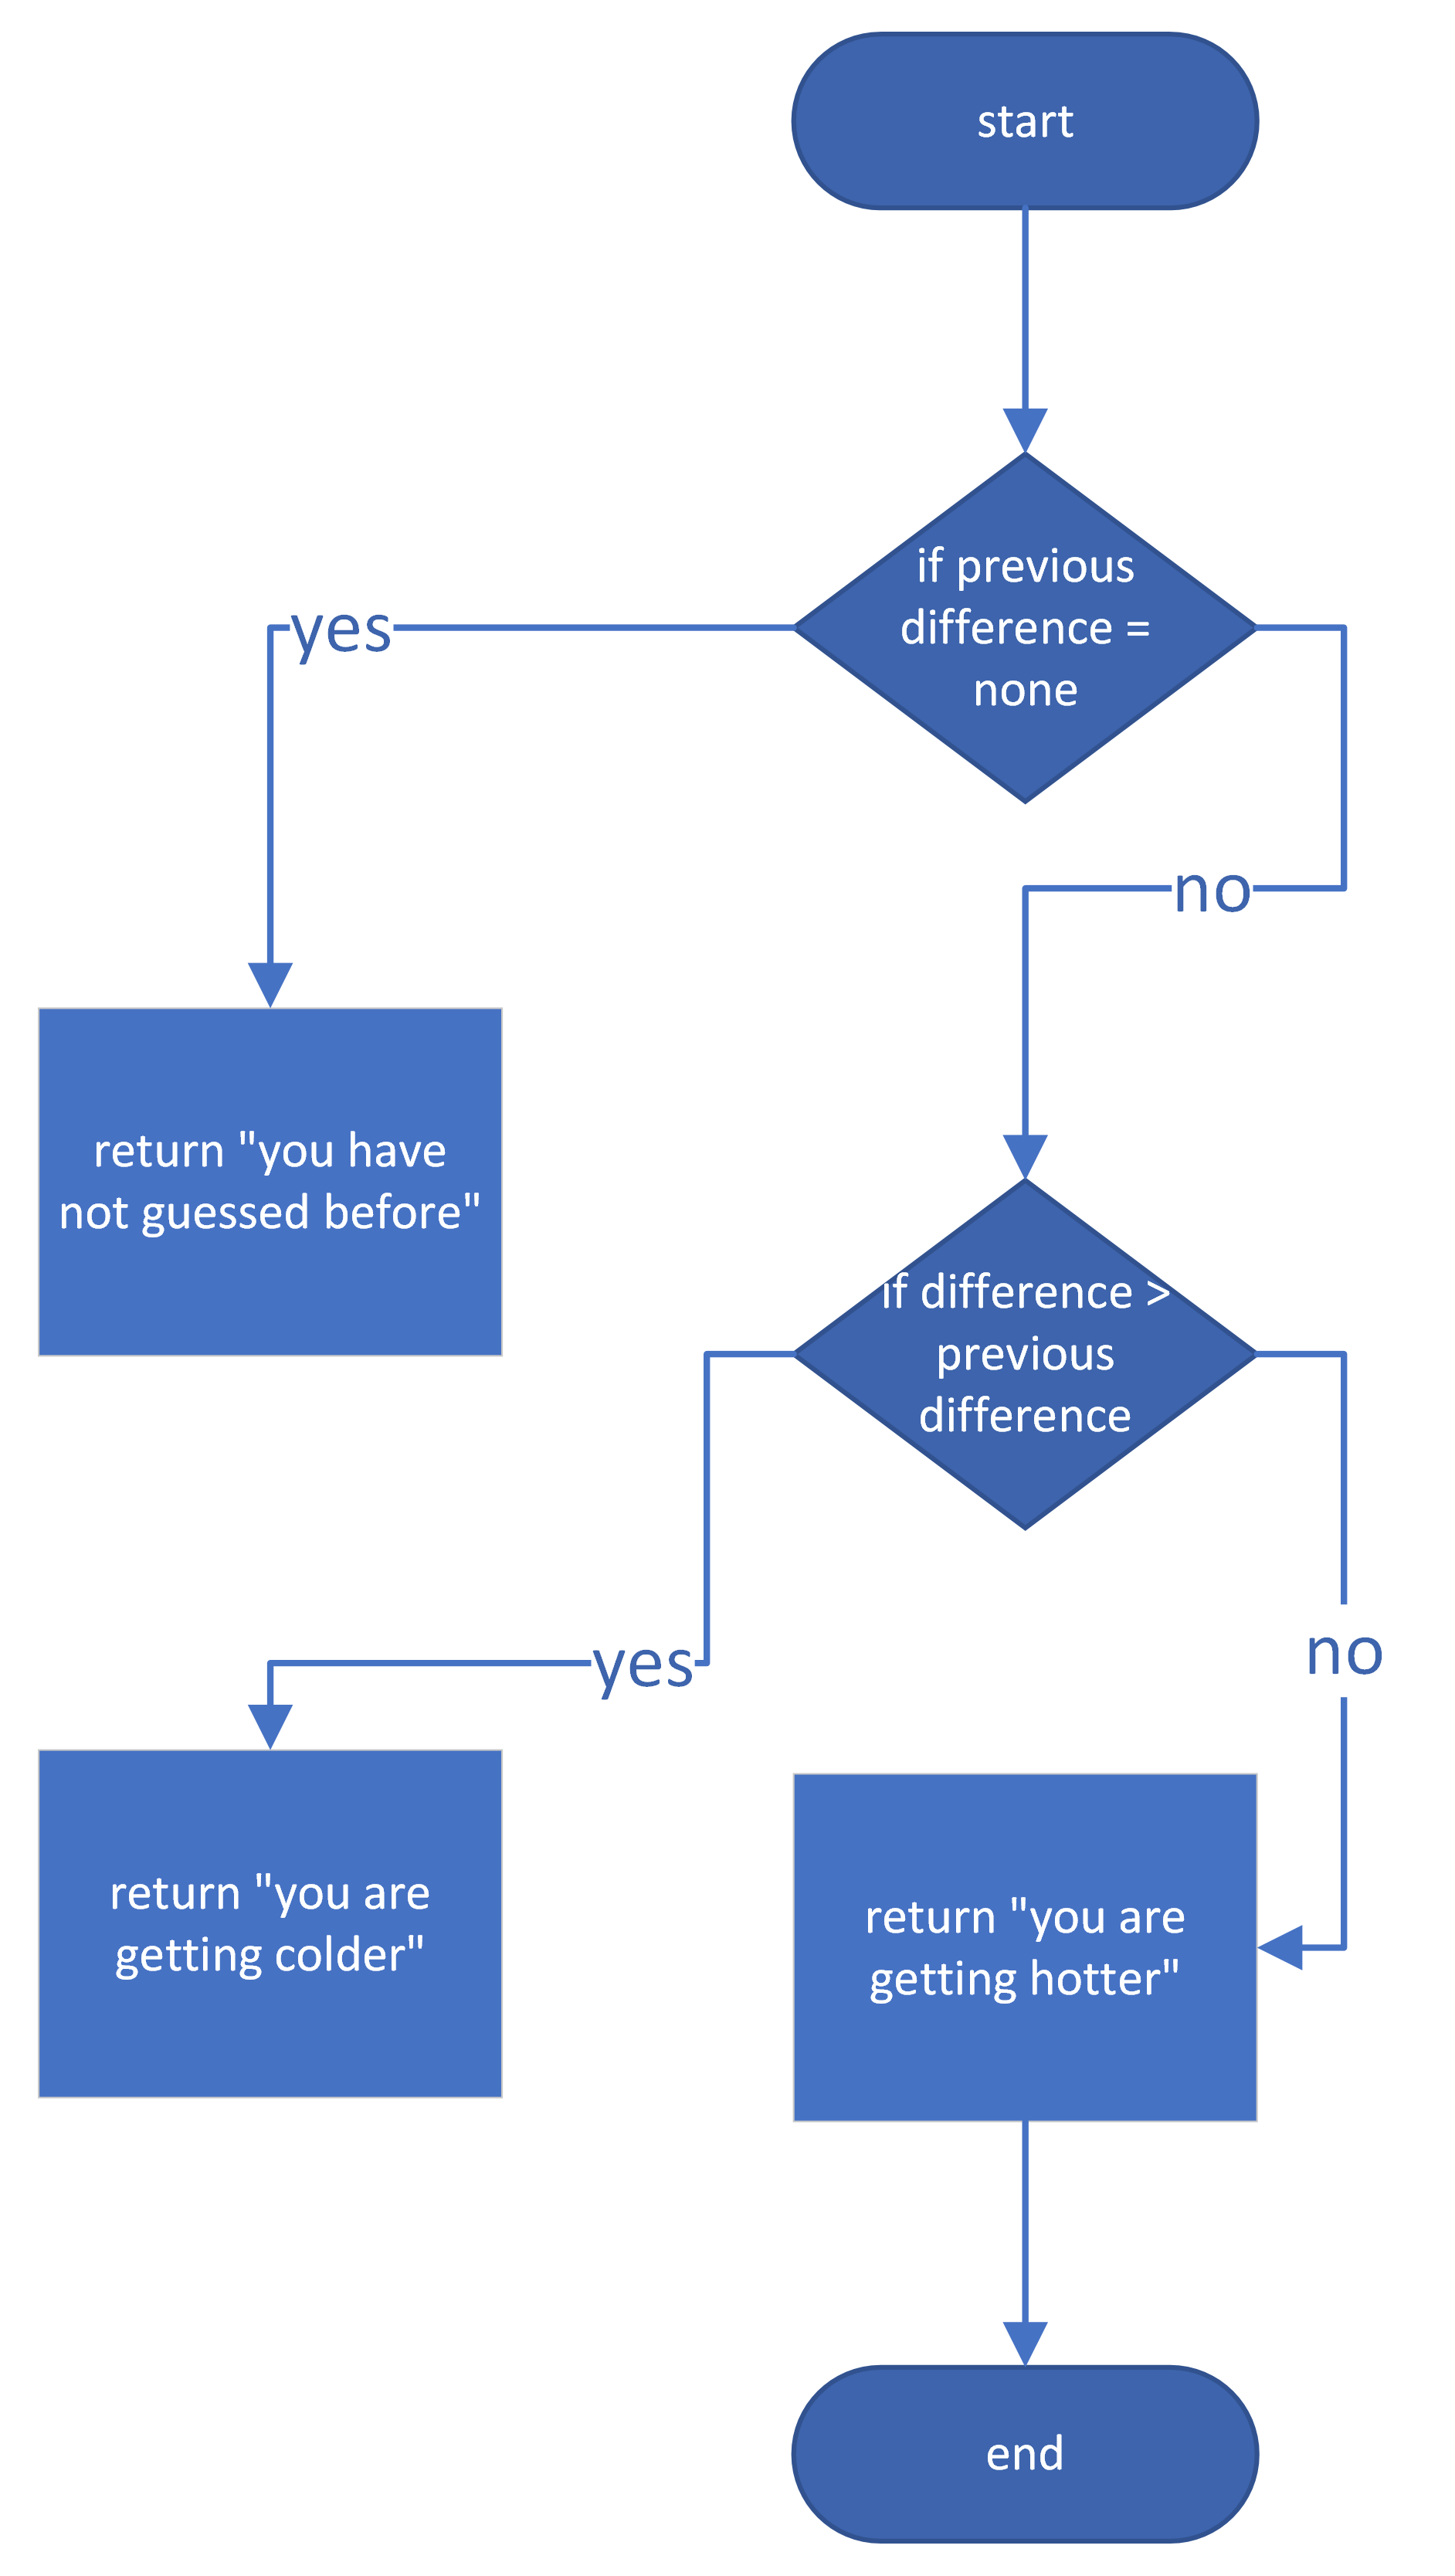 start
if previous
difference =
none
yes
no
return "you have
not guessed before"
if difference >
previous
difference
yes
no
return "you are
getting colder"
return "you are
getting hotter"
end